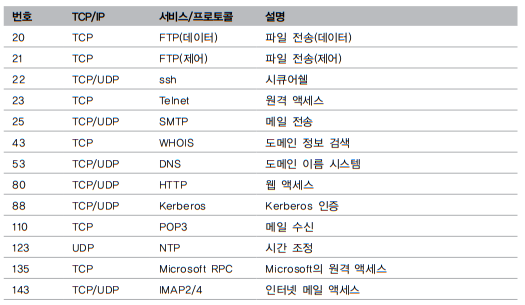 번호 TCP/IP 서비스/프로토콜 설명
20 TCP FTP(데이터) 파일 전송(데이터)
21 TCP FTP(제어) 파일 전송(제어)
22 TCP/UDP ssh 시큐어쉘
23 TCP Telnet 원격 액세스
25 TCP/UDP SMTP 메일 전송
43 TCP WHOIS 도메인 정보 검색
53 TCP/UDP DNS 도메인 이름 시스템
80 TCP/UDP HTTP 웹 액세스
88 TCP/UDP Kerberos Kerberos 인증
110 TCP POP3 메일 수신
123 UDP NTP 시간 조정
135 TCP Microsoft RPC Microsoft의 원격 액세스
143 TCP/UDP IMAP2/4 인터넷 메일 액세스